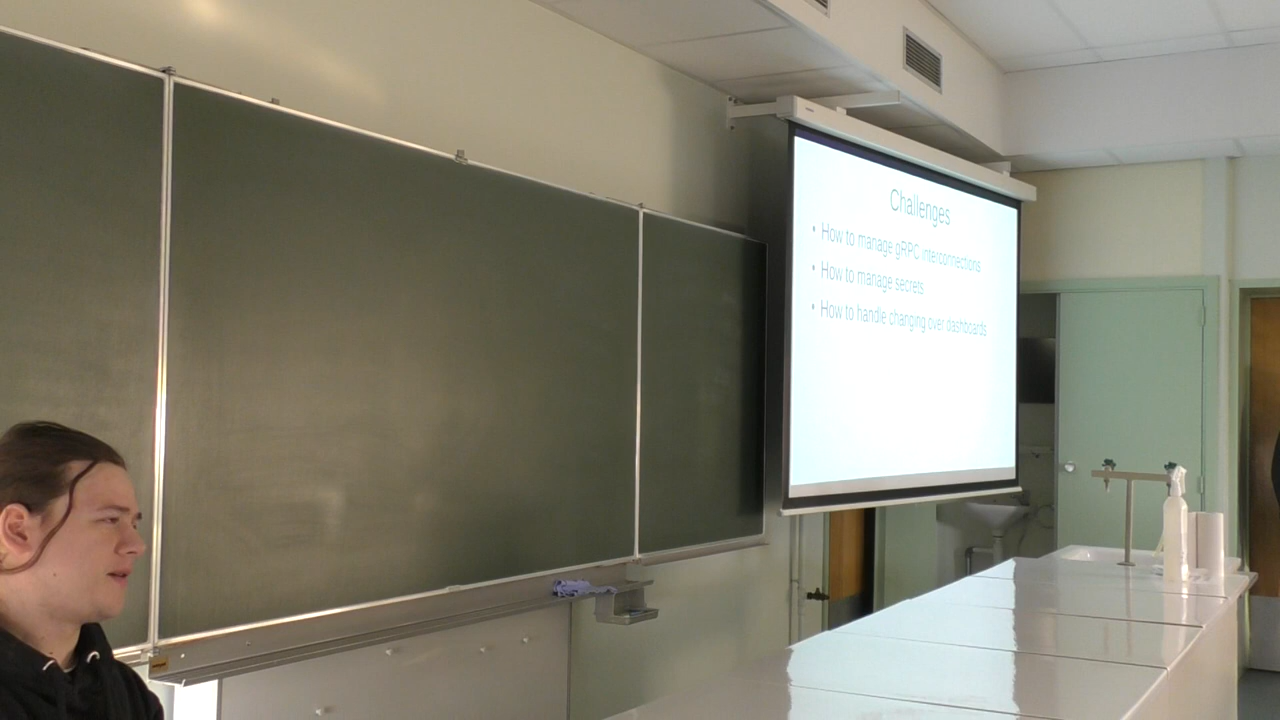 Challenges
• How to manage gRPC interconnections
• How to manage secrets
• How to handle changing over dashboards